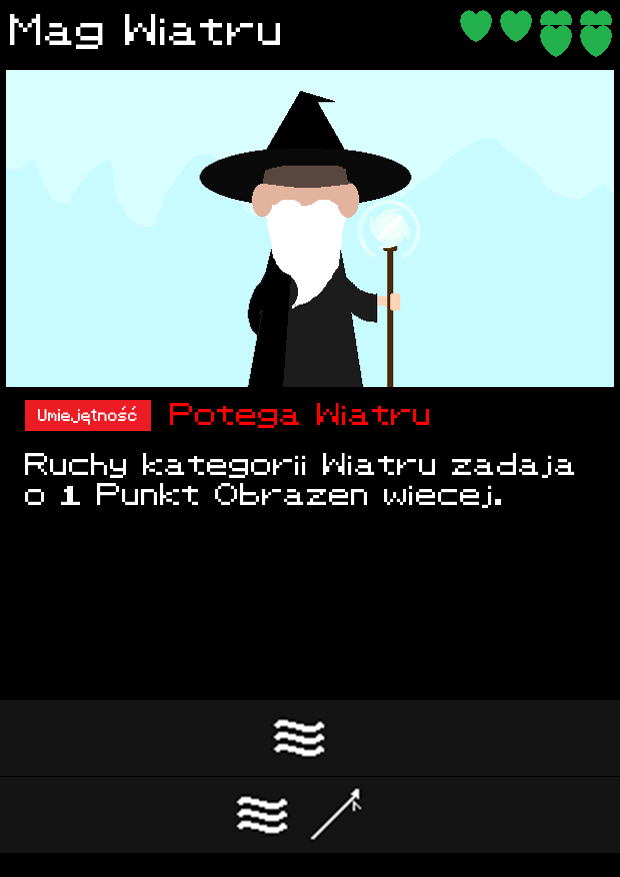 Mag Wiatru
Umiejętność
Potega Wiatru
Ruchy kategorii Wiatru zadaja
o 1 Punkt Obrazen wiecej.